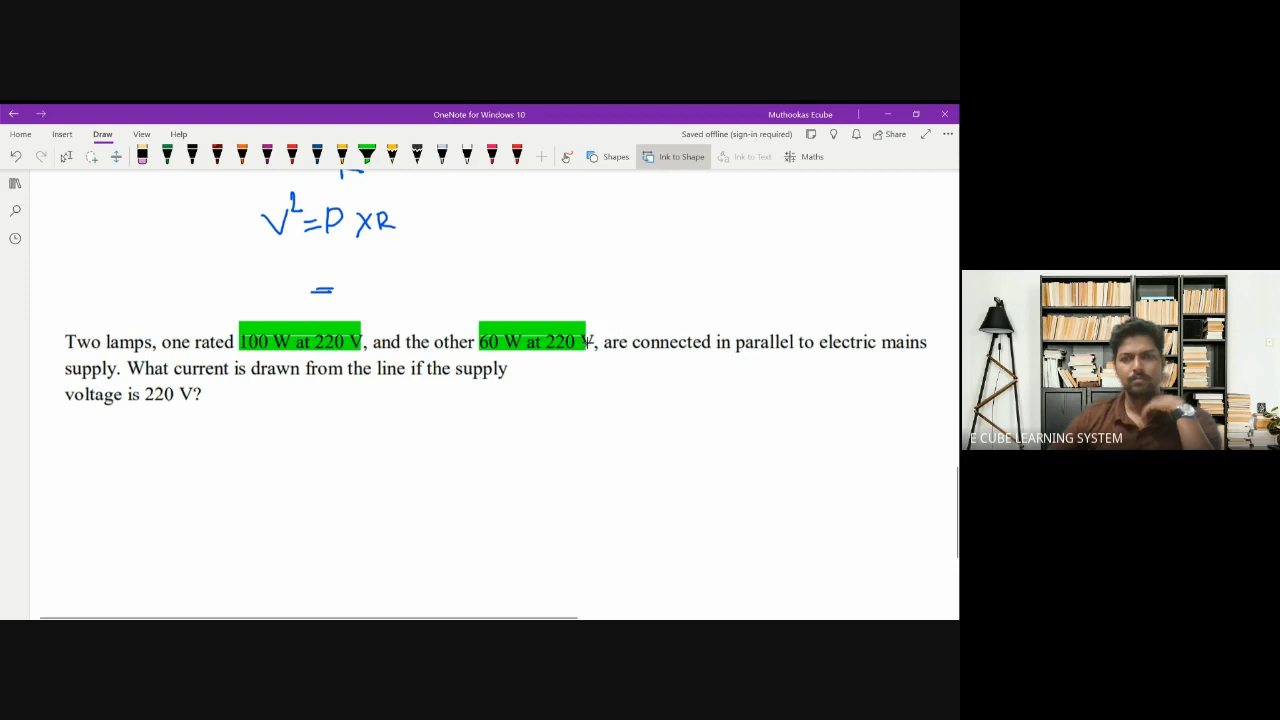 OneNote for Windows 10
Muthookas Ecube
Home Insert Draw View Help
Saved offline (sign-in required)
Share
Shapes
Ink to Shape
Ink to Text
Maths
V² = P x R
=
Two lamps, one rated 100 W at 220 V, and the other 60 W at 220 V, are connected in parallel to electric mains
supply. What current is drawn from the line if the supply
voltage is 220 V?
E CUBE LEARNING SYSTEM